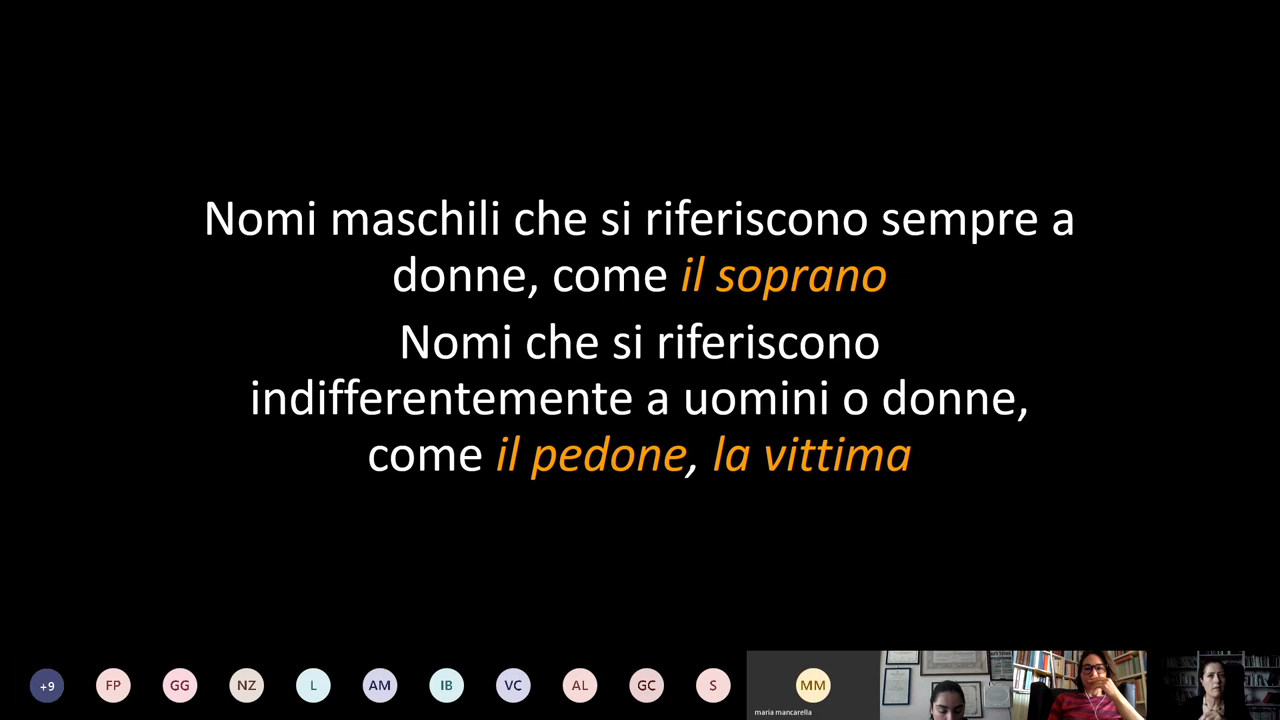 Nomi maschili che si riferiscono sempre a
donne, come il soprano
Nomi che si riferiscono
indifferentemente a uomini o donne,
come il pedone, la vittima
+9
FP
GG
NZ
L
AM
IB
VC
AL
GC
S
MM
maria mancarella